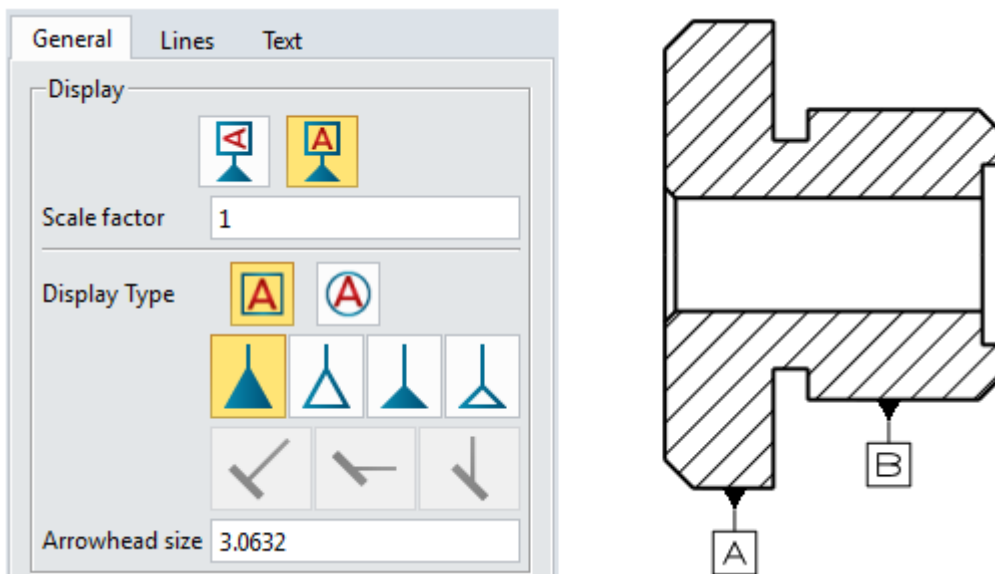 General Lines Text
Display
A A
Scale factor 1
Display Type A A
Arrowhead size 3.0632
B
A